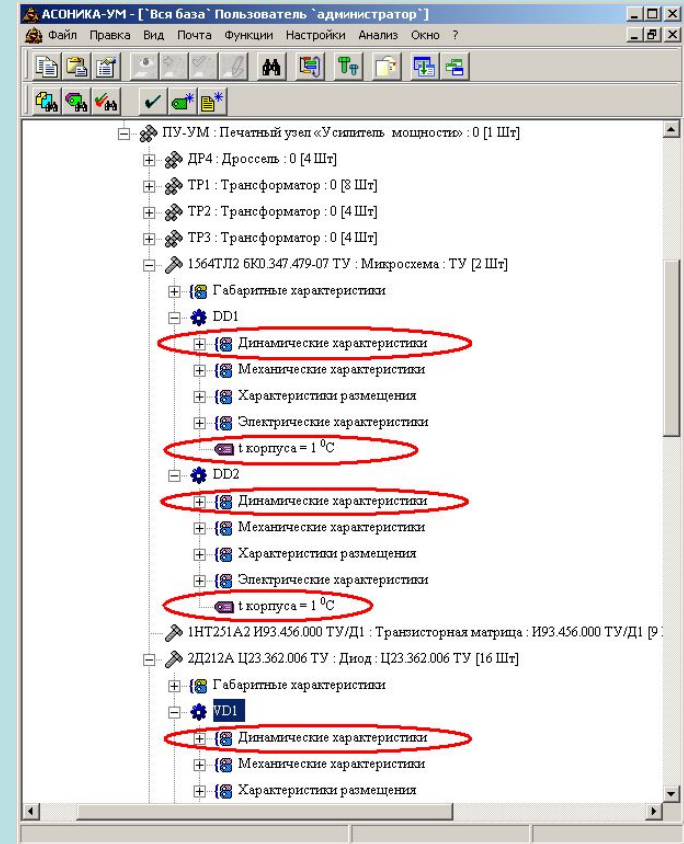 АСОНИКА-УМ - [`Вся база` Пользователь `администратор`]
Файл Правка Вид Почта Функции Настройки Анализ Окно ?
ПУ-УМ : Печатный узел «Усилитель мощности» : 0 [1 Шт]
ДР4 : Дроссель : 0 [4 Шт]
ТР1 : Трансформатор : 0 [8 Шт]
ТР2 : Трансформатор : 0 [4 Шт]
ТР3 : Трансформатор : 0 [4 Шт]
1564ТЛ2 6К0.347.479-07 ТУ : Микросхема : ТУ [2 Шт]
Габаритные характеристики
DD1
Динамические характеристики
Механические характеристики
Характеристики размещения
Электрические характеристики
t корпуса = 1 ⁰С
DD2
Динамические характеристики
Механические характеристики
Характеристики размещения
Электрические характеристики
t корпуса = 1 ⁰С
1НТ251А2 И93.456.000 ТУ/Д1 : Транзисторная матрица : И93.456.000 ТУ/Д1 [9
2Д212А Ц23.362.006 ТУ : Диод : Ц23.362.006 ТУ [16 Шт]
Габаритные характеристики
VD1
Динамические характеристики
Механические характеристики
Характеристики размещения